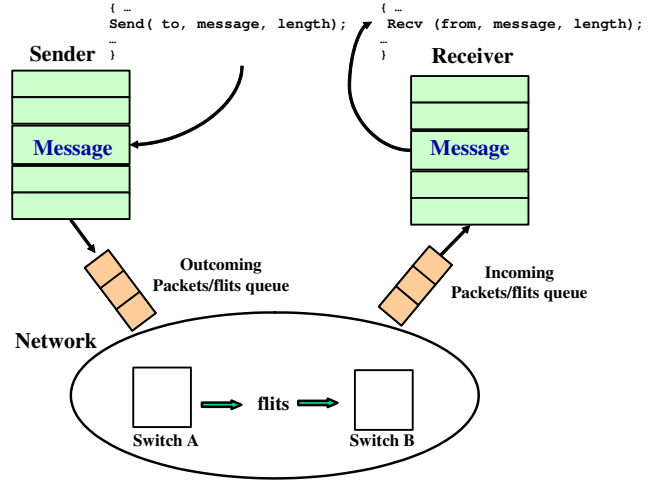 { …
Send( to, message, length);
…
}
{ …
Recv (from, message, length);
…
}
Sender
Receiver
Message
Message
Outcoming
Packets/flits queue
Incoming
Packets/flits queue
Network
flits
Switch A
Switch B